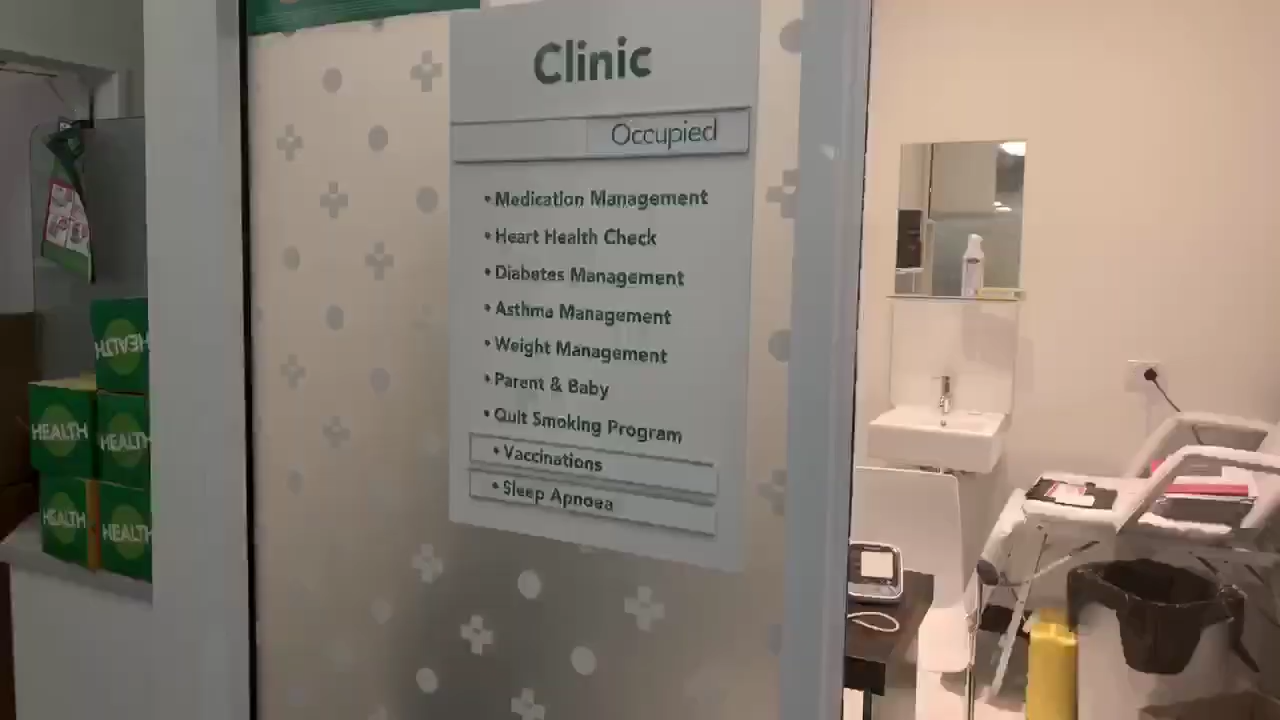 Clinic
Occupied
• Medication Management
• Heart Health Check
• Diabetes Management
• Asthma Management
• Weight Management
• Parent & Baby
• Quit Smoking Program
• Vaccinations
• Sleep Apnoea
HEALTH
HEALTH
HEALTH
HEALTH
HEALTH